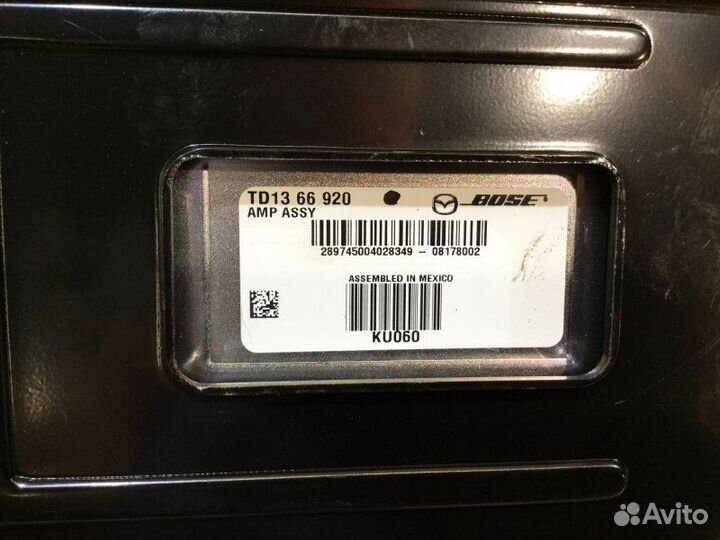 TD13 66 920
BOSE
AMP ASSY
289745004028349 - 08178002
ASSEMBLED IN MEXICO
KU060
Avito